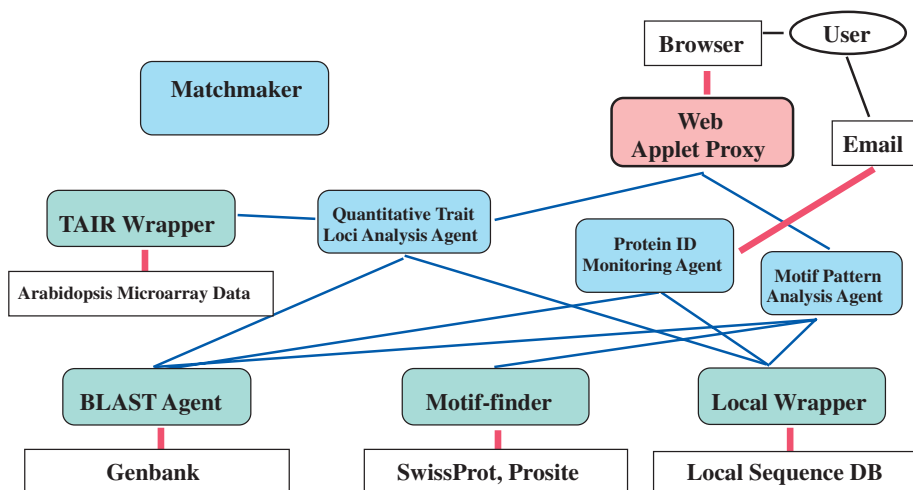 User
Browser
Matchmaker
Web
Applet Proxy
Email
TAIR Wrapper
Quantitative Trait
Loci Analysis Agent
Protein ID
Monitoring Agent
Motif Pattern
Analysis Agent
Arabidopsis Microarray Data
BLAST Agent
Motif-finder
Local Wrapper
Genbank
SwissProt, Prosite
Local Sequence DB